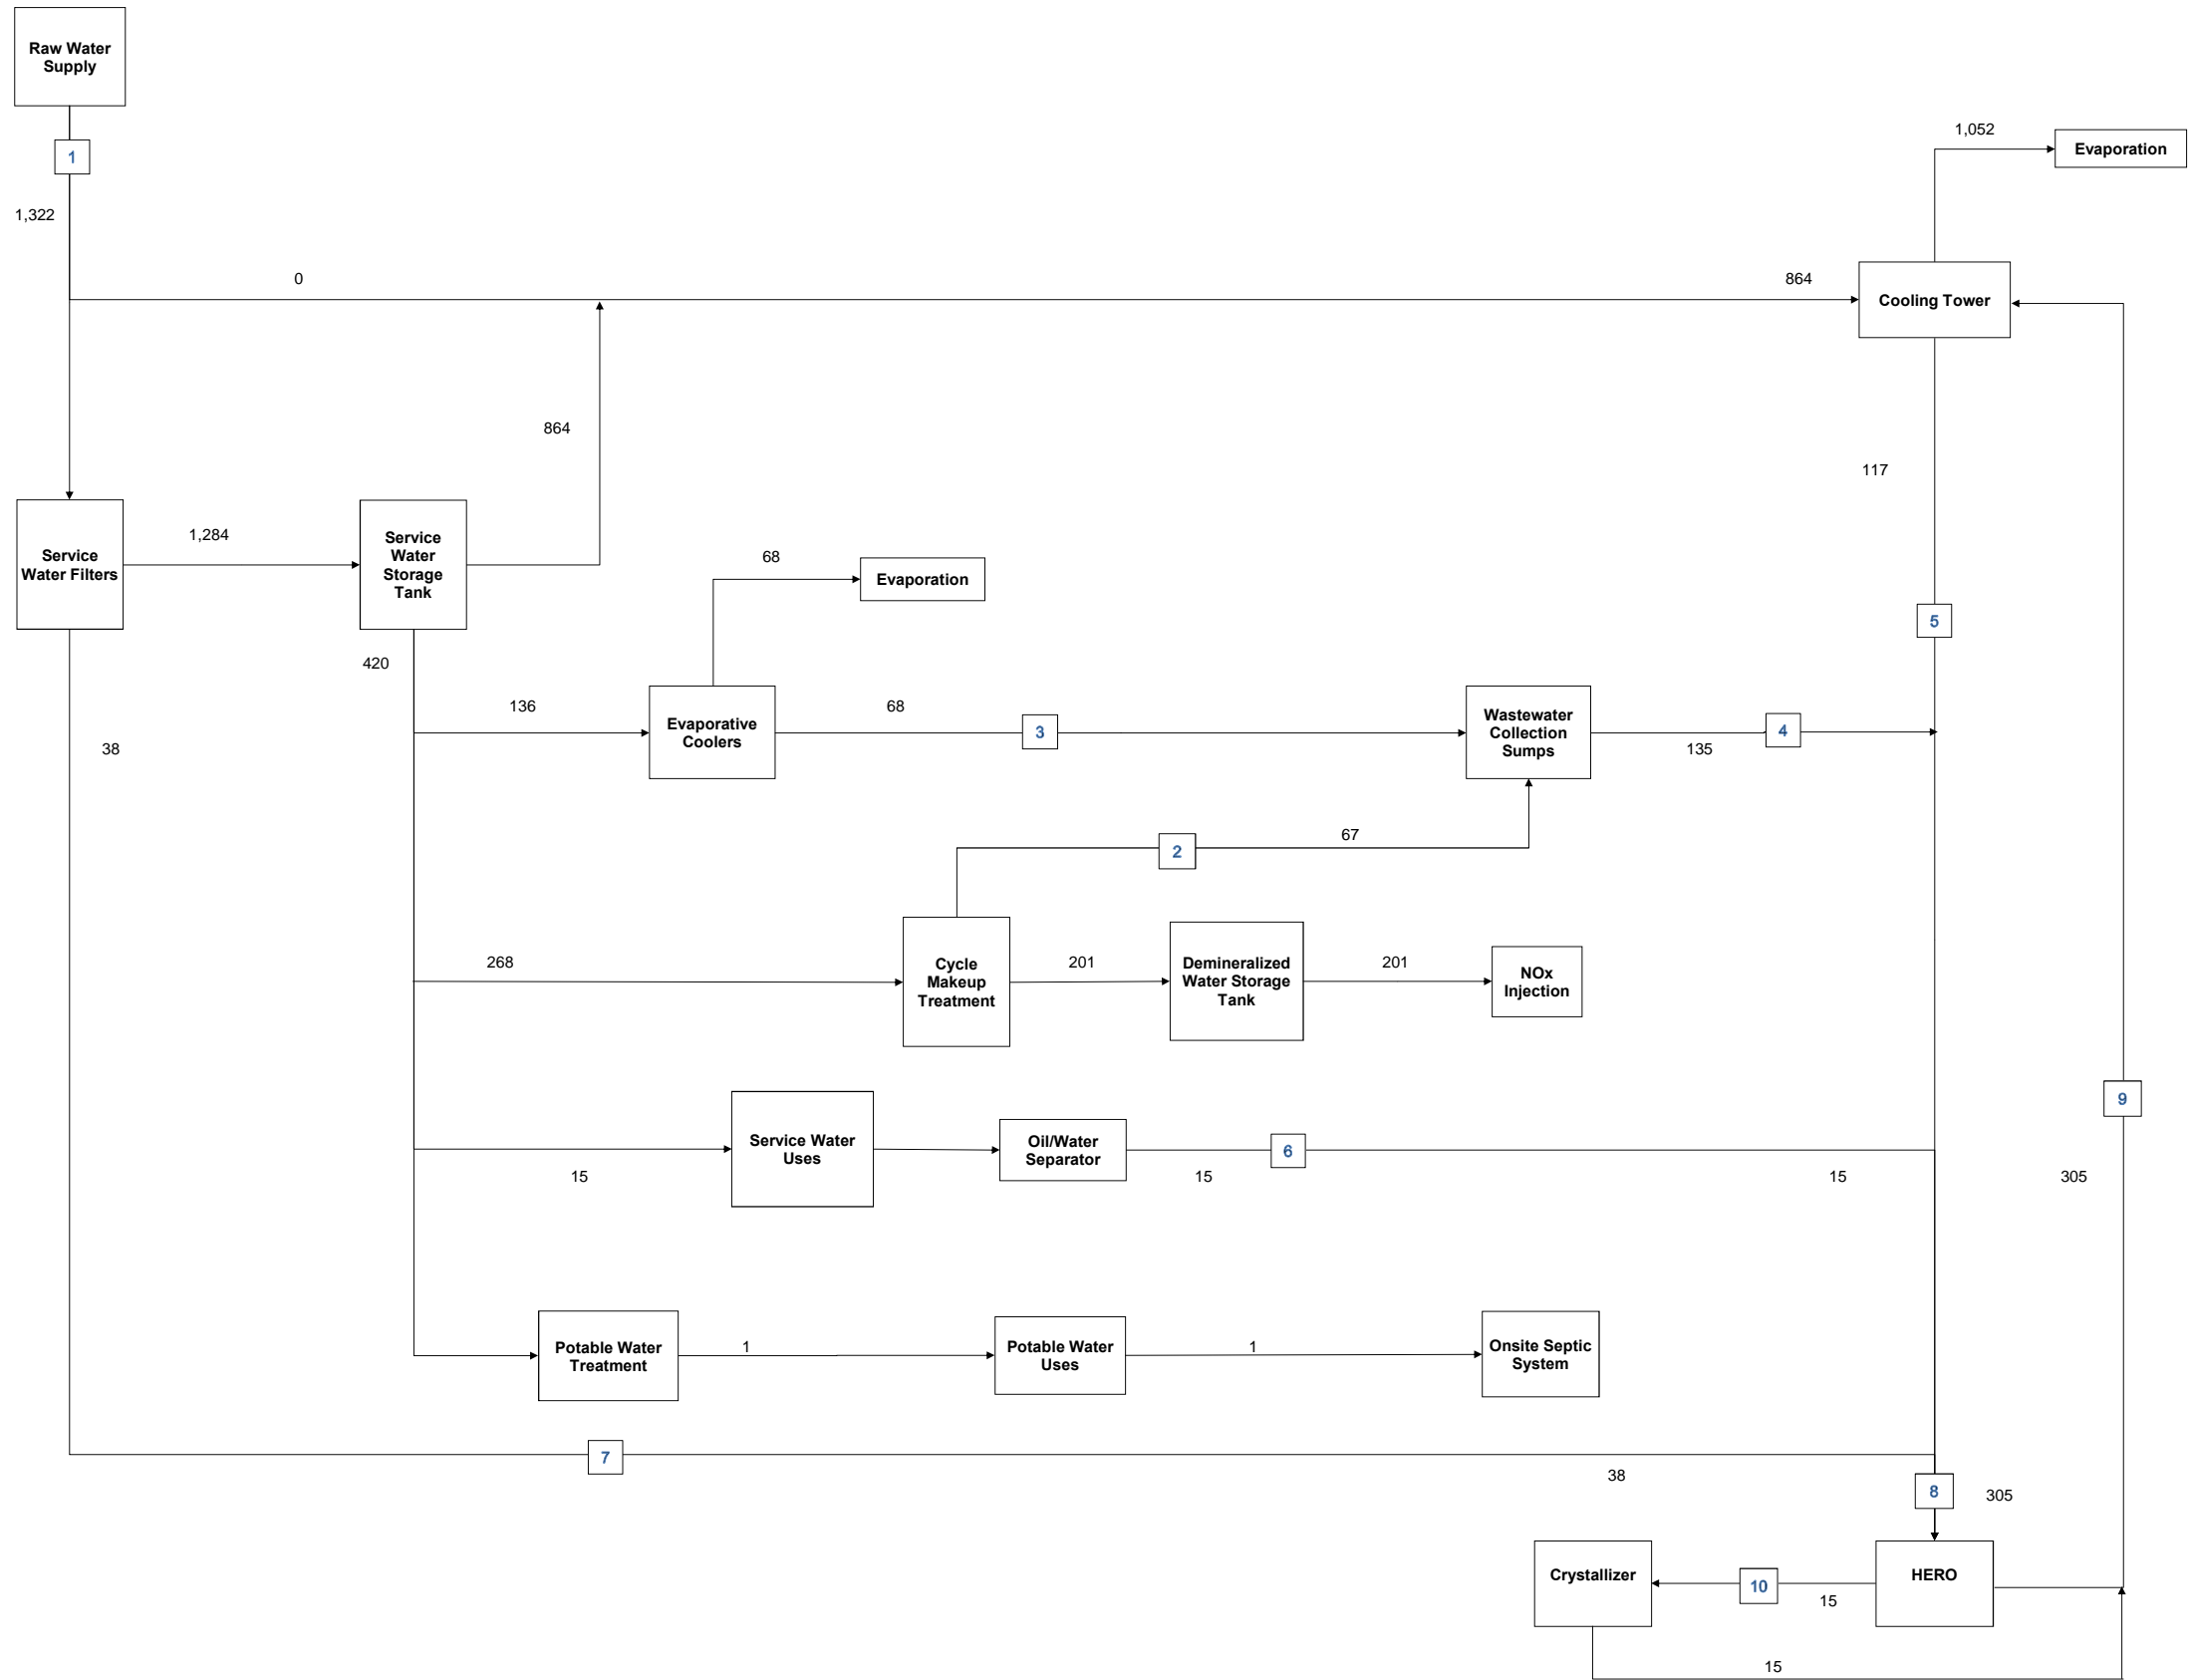 Raw Water
Supply
1
1,322
1,052
Evaporation
0
864
Cooling Tower
864
117
1,284
Service
Water Filters
Service
Water
Storage
Tank
68
Evaporation
5
420
38
136
Evaporative
Coolers
68
3
Wastewater
Collection
Sumps
135
4
2
67
268
Cycle
Makeup
Treatment
201
Demineralized
Water Storage
Tank
201
NOx
Injection
9
15
Service Water
Uses
Oil/Water
Separator
15
6
15
305
Potable Water
Treatment
1
Potable Water
Uses
1
Onsite Septic
System
7
38
8
305
Crystallizer
10
15
HERO
15